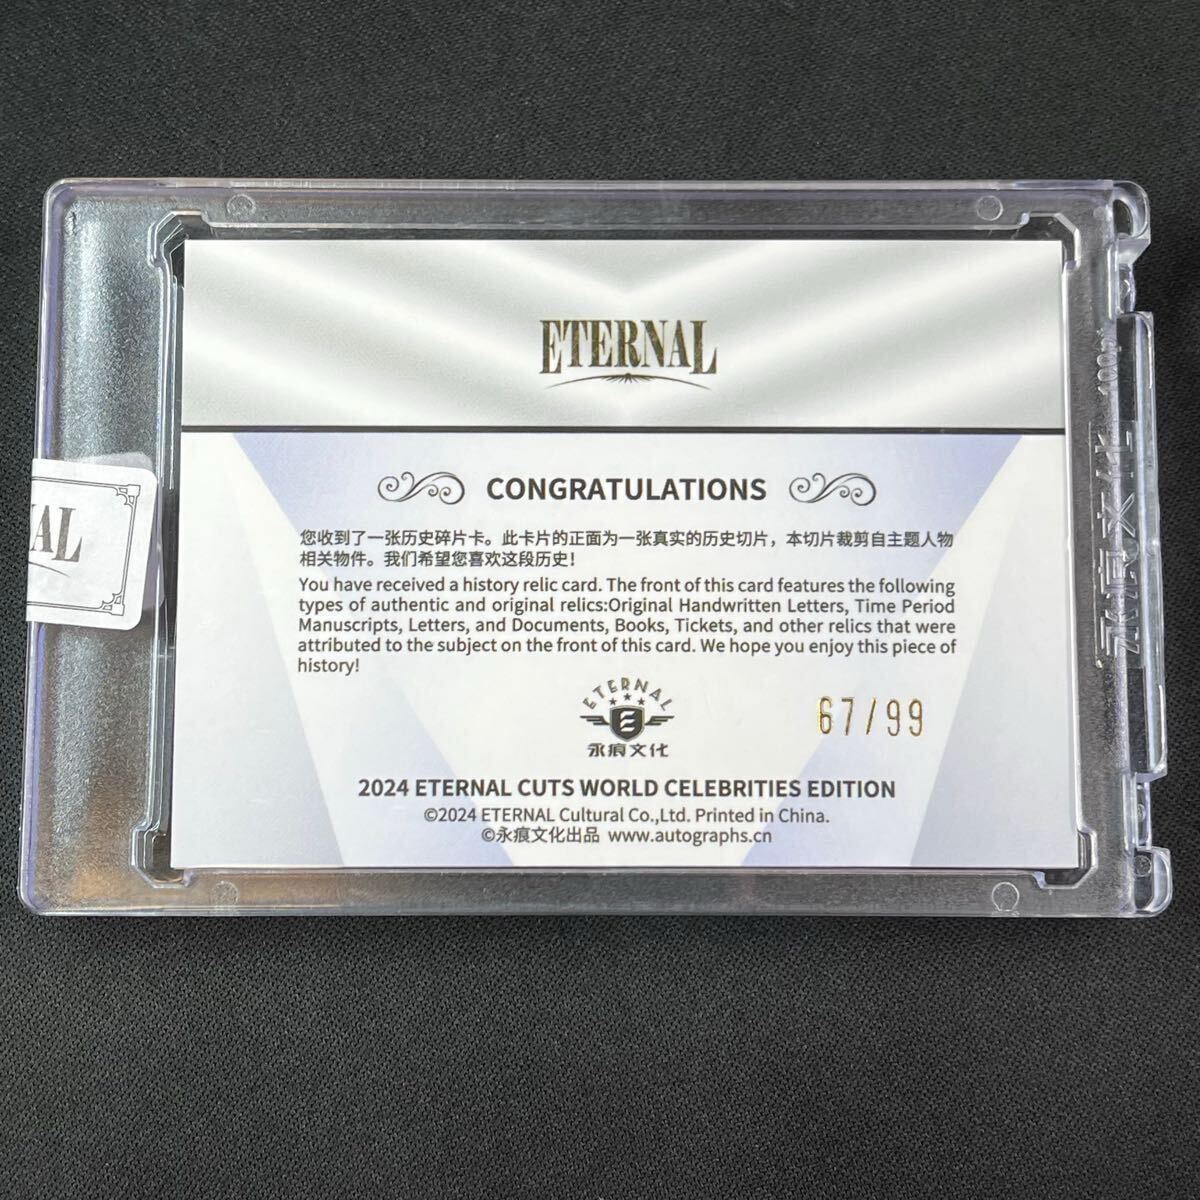 ETERNAL
CONGRATULATIONS
您收到了一张历史碎片卡。此卡片的正面为一张真实的历史切片，本切片裁剪自主题人物
相关物件。我们希望您喜欢这段历史!
You have received a history relic card. The front of this card features the following
types of authentic and original relics:Original Handwritten Letters, Time Period
Manuscripts, Letters, and Documents, Books, Tickets, and other relics that were
attributed to the subject on the front of this card. We hope you enjoy this piece of
history!
ETERNAL
E
永痕文化
67/99
2024 ETERNAL CUTS WORLD CELEBRITIES EDITION
©2024 ETERNAL Cultural Co.,Ltd. Printed in China.
©永痕文化出品 www.autographs.cn
NAL
永痕文化 100pt